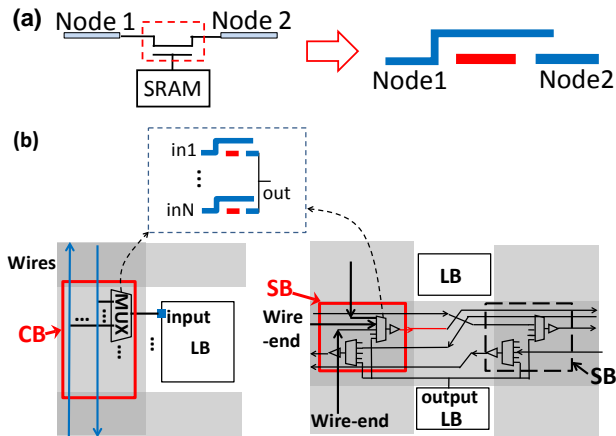 (a)
Node 1
Node 2
SRAM
Node1
Node2
(b)
in1
...
inN
out
Wires
CB
...
...
MUX
...
input
...
LB
LB
SB
Wire
-end
Wire-end
output
LB
SB